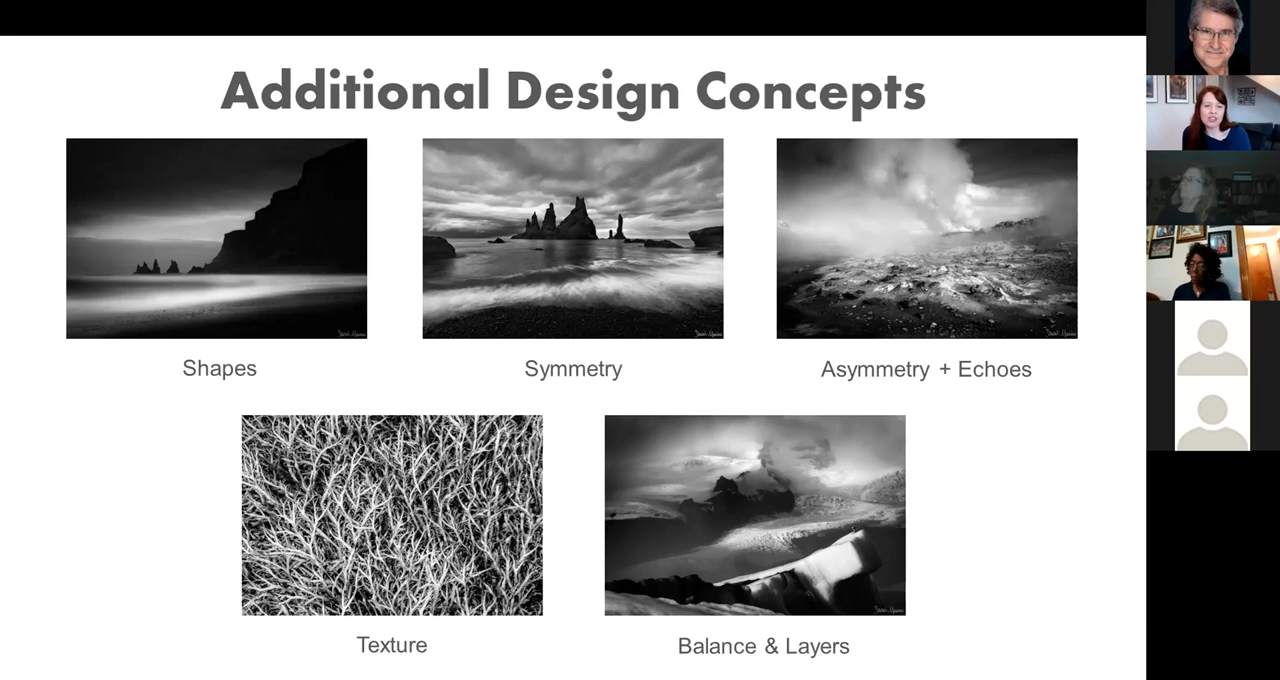 Additional Design Concepts
Shapes
Symmetry
Asymmetry + Echoes
Texture
Balance & Layers